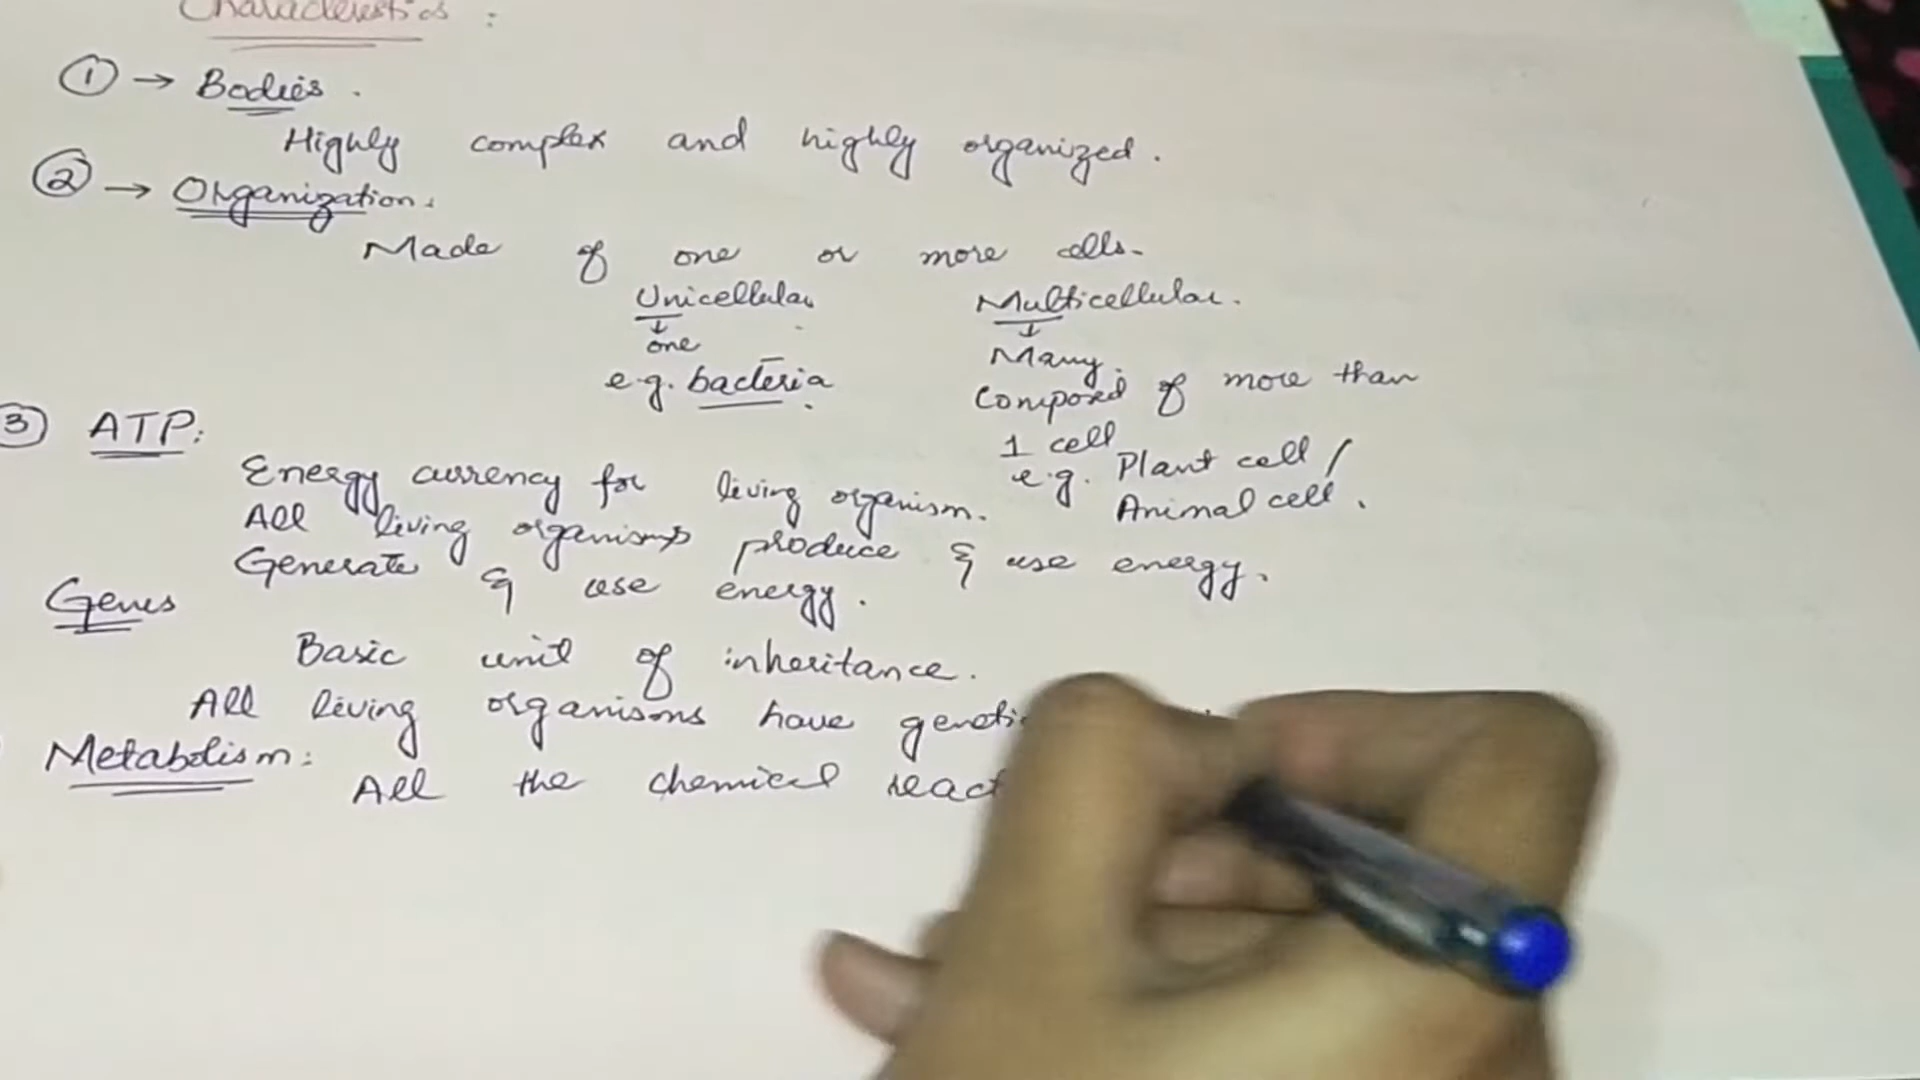 Characteristics :
① → Bodies.
Highly complex and highly organized.
② → Organization.
Made of one or more cells.
Unicellular
↓
one
e.g. bacteria
Multicellular.
↓
Many.
Composed of more than
1 cell
e.g. Plant cell /
Animal cell.
③ ATP:
Energy currency for living organism.
All living organisms produce & use energy.
Generate & use energy.
Genes
Basic unit of inheritance.
All living organisms have
Metabolism:
All the chemical